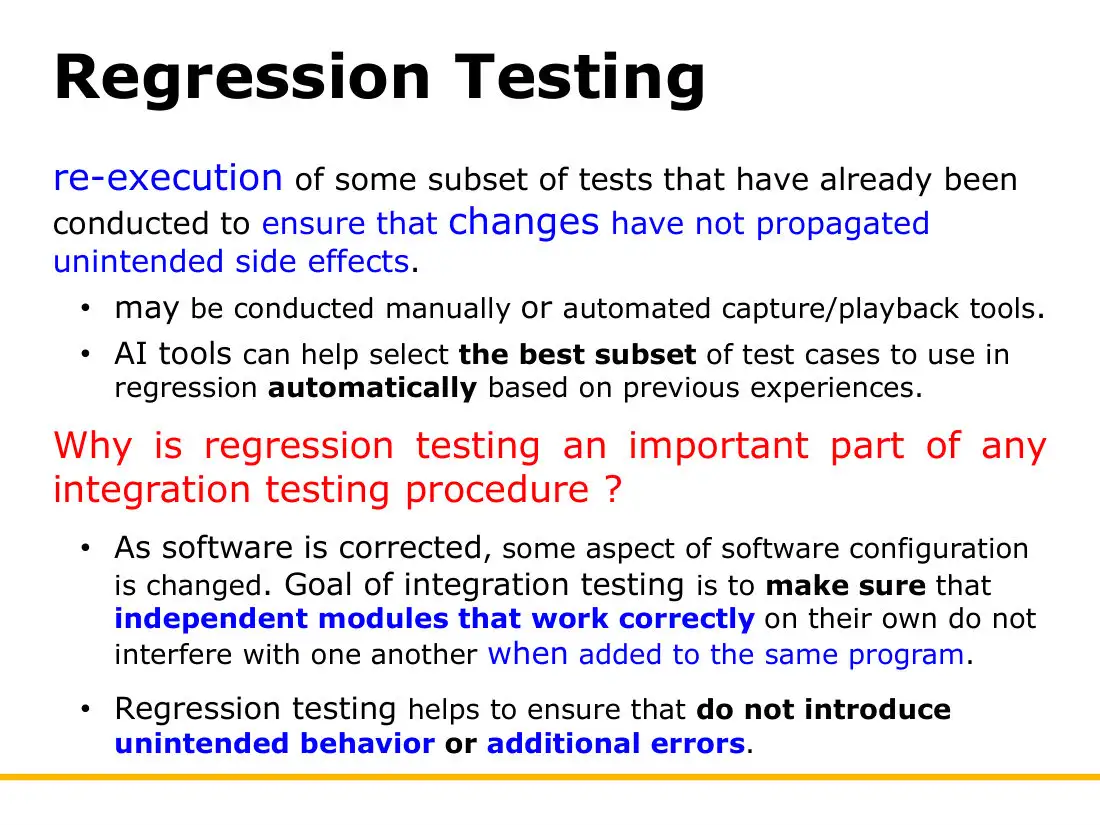 Regression Testing
re-execution of some subset of tests that have already been
conducted to ensure that changes have not propagated
unintended side effects.
• may be conducted manually or automated capture/playback tools.
• AI tools can help select the best subset of test cases to use in
regression automatically based on previous experiences.
Why is regression testing an important part of any
integration testing procedure ?
• As software is corrected, some aspect of software configuration
is changed. Goal of integration testing is to make sure that
independent modules that work correctly on their own do not
interfere with one another when added to the same program.
• Regression testing helps to ensure that do not introduce
unintended behavior or additional errors.